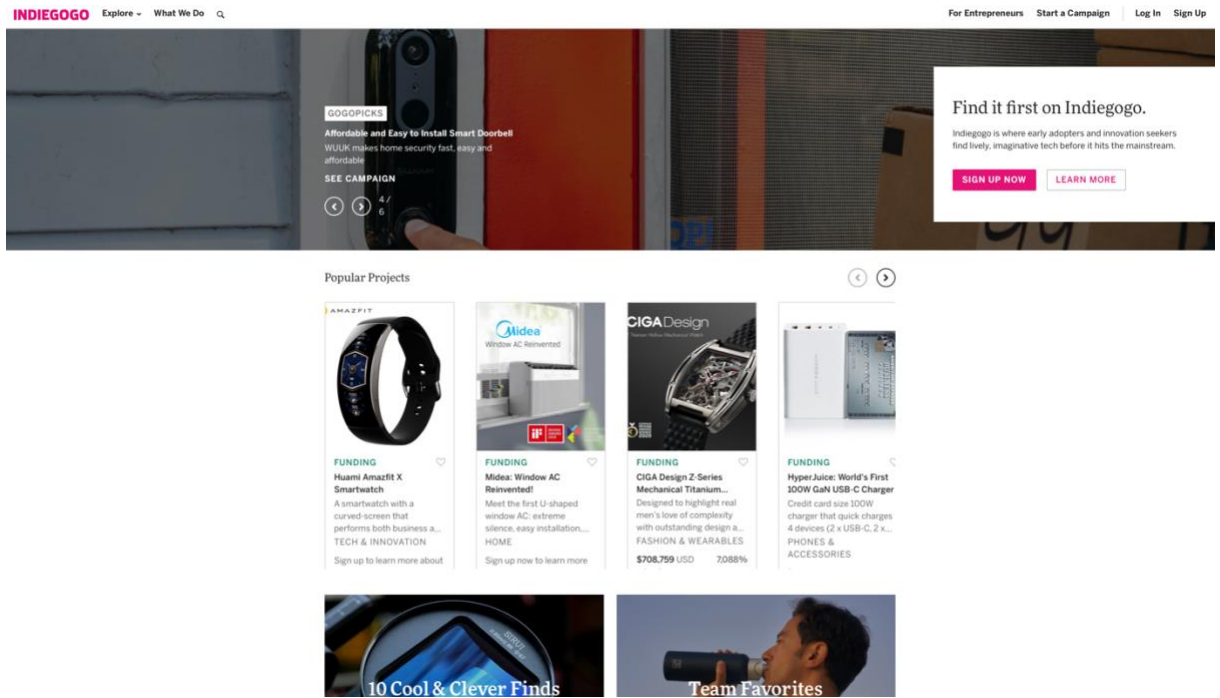 INDIEGOGO Explore What We Do For Entrepreneurs Start a Campaign Log In Sign Up
GOGOPICKS
Affordable and Easy to Install Smart Doorbell
WUUK makes home security fast, easy and
affordable
SEE CAMPAIGN
4 /
6
Find it first on Indiegogo.
Indiegogo is where early adopters and innovation seekers
find lively, imaginative tech before it hits the mainstream.
SIGN UP NOW LEARN MORE
Popular Projects
AMAZFIT
FUNDING
Huami Amazfit X
Smartwatch
A smartwatch with a
curved-screen that
performs both business a...
TECH & INNOVATION
Sign up to learn more about
Midea
Window AC Reinvented
FUNDING
Midea: Window AC
Reinvented!
Meet the first U-shaped
window AC: extreme
silence, easy installation,...
HOME
Sign up now to learn more
CIGA Design
FUNDING
CIGA Design Z-Series
Mechanical Titanium...
Designed to highlight real
men's love of complexity
with outstanding design a...
FASHION & WEARABLES
$708,759 USD 7,088%
FUNDING
HyperJuice: World's First
100W GaN USB-C Charger
Credit card size 100W
charger that quick charges
4 devices (2 x USB-C, 2 x...
PHONES &
ACCESSORIES
SIRUI
10 Cool & Clever Finds
Team Favorites